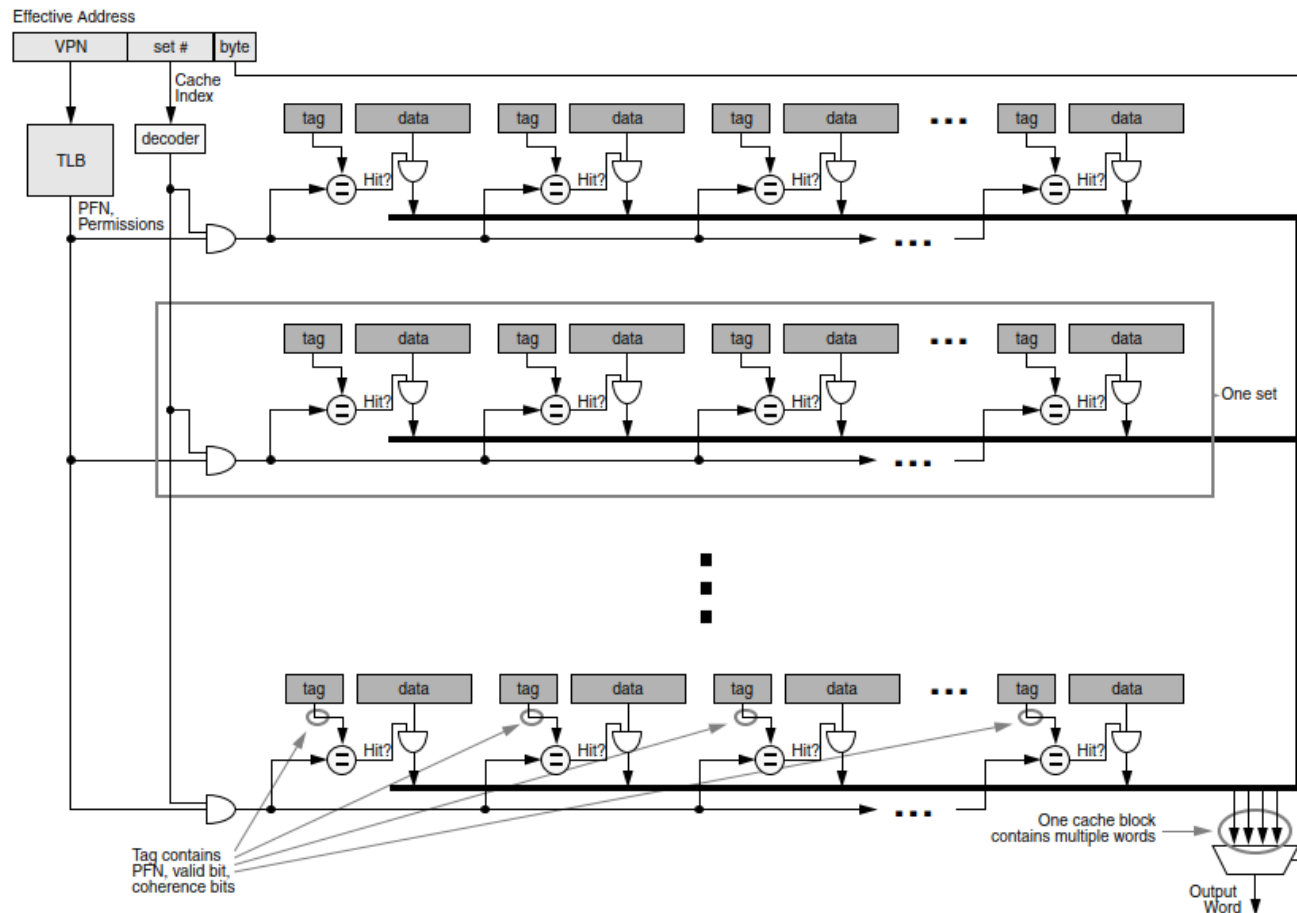 Effective Address
VPN set # byte
Cache
Index
tag data tag data tag data tag data
decoder
TLB
Hit? Hit? Hit? Hit?
PFN,
Permissions
tag data tag data tag data tag data
Hit? Hit? Hit? Hit?
One set
tag data tag data tag data tag data
Hit? Hit? Hit? Hit?
One cache block
contains multiple words
Tag contains
PFN, valid bit,
coherence bits
Output
Word